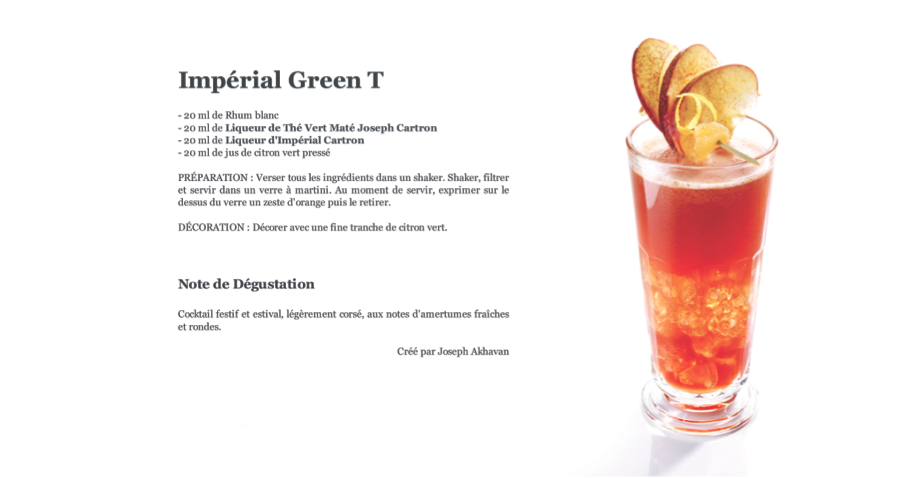 Impérial Green T
- 20 ml de Rhum blanc
- 20 ml de Liqueur de Thé Vert Maté Joseph Cartron
- 20 ml de Liqueur d'Impérial Cartron
- 20 ml de jus de citron vert pressé
PRÉPARATION : Verser tous les ingrédients dans un shaker. Shaker, filtrer
et servir dans un verre à martini. Au moment de servir, exprimer sur le
dessus du verre un zeste d'orange puis le retirer.
DÉCORATION : Décorer avec une fine tranche de citron vert.
Note de Dégustation
Cocktail festif et estival, légèrement corsé, aux notes d'amertumes fraîches
et rondes.
Créé par Joseph Akhavan